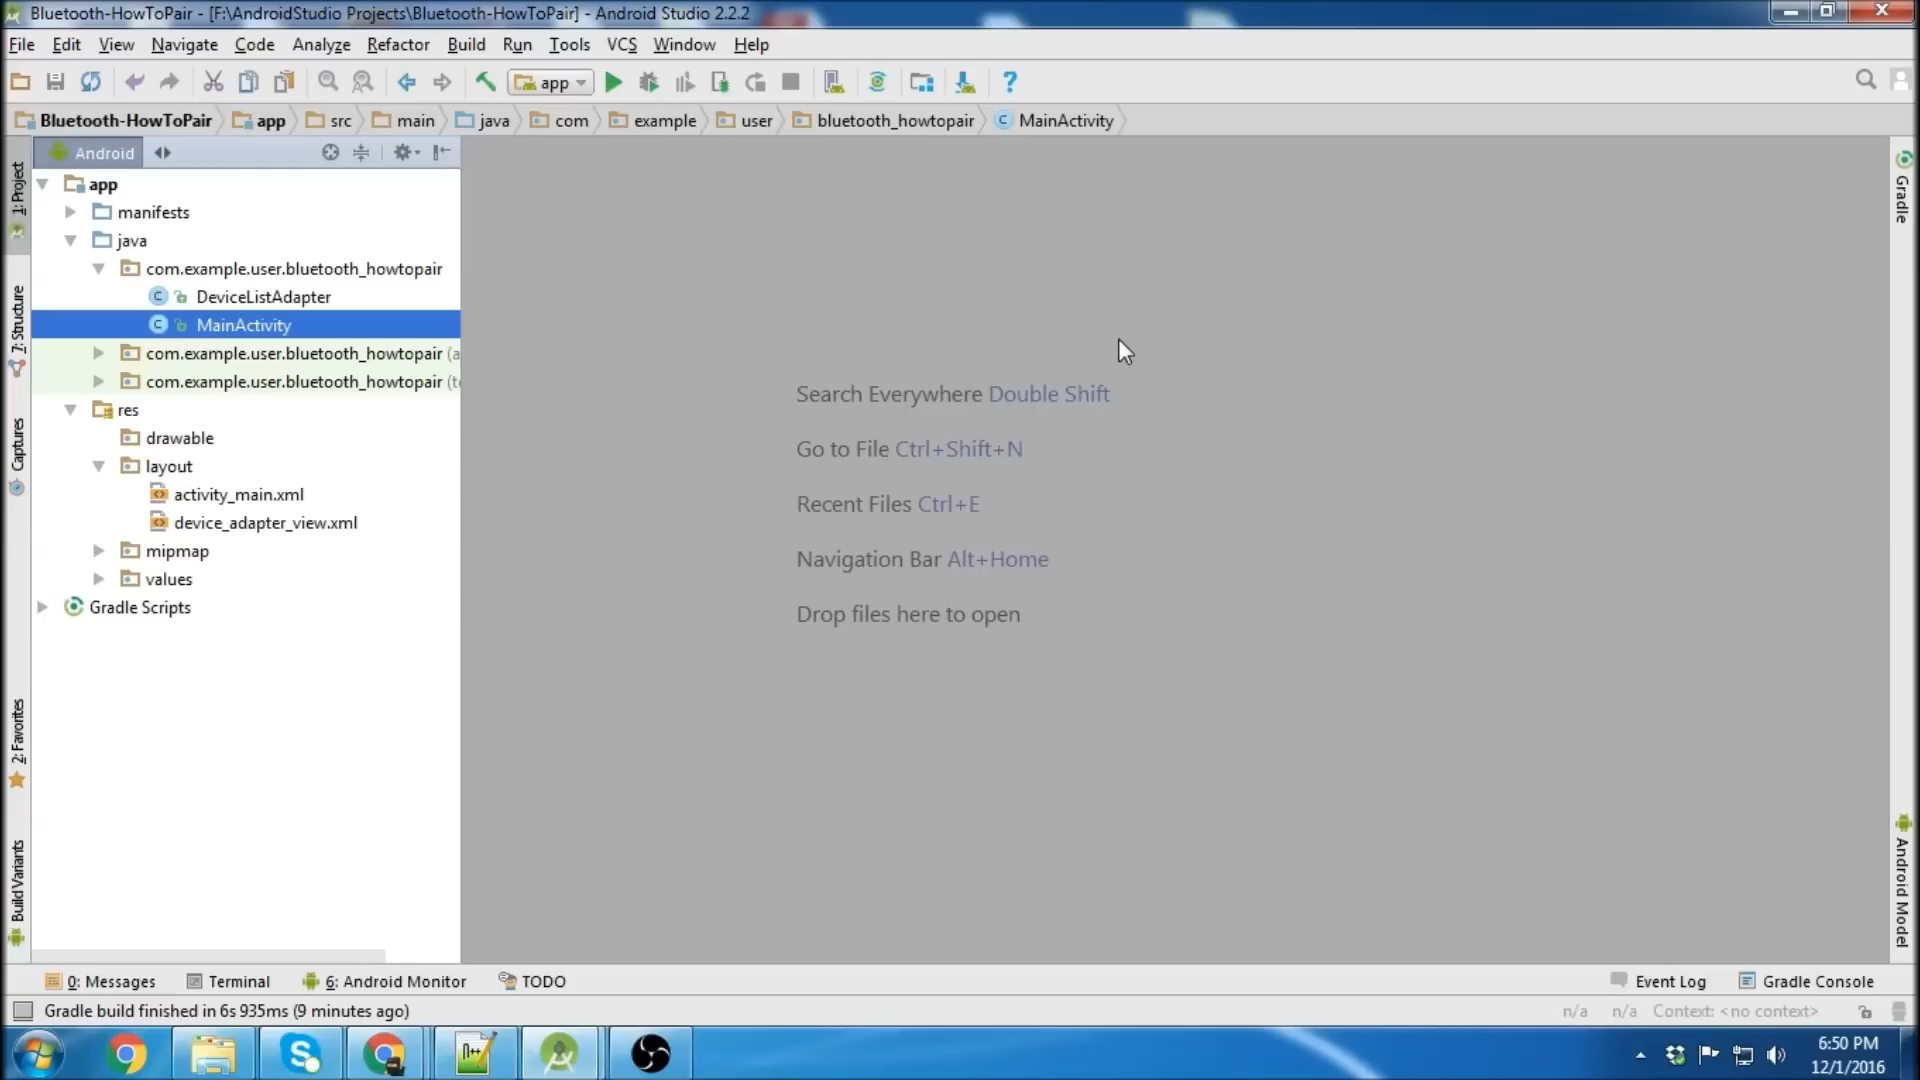 Bluetooth-HowToPair - [F:\AndroidStudio Projects\Bluetooth-HowToPair] - Android Studio 2.2.2
File Edit View Navigate Code Analyze Refactor Build Run Tools VCS Window Help
app
Bluetooth-HowToPair app src main java com example user bluetooth_howtopair MainActivity
Android
app
manifests
java
com.example.user.bluetooth_howtopair
DeviceListAdapter
MainActivity
com.example.user.bluetooth_howtopair (a
com.example.user.bluetooth_howtopair (t
res
drawable
layout
activity_main.xml
device_adapter_view.xml
mipmap
values
Gradle Scripts
1: Project
7: Structure
Captures
2: Favorites
Build Variants
Search Everywhere Double Shift
Go to File Ctrl+Shift+N
Recent Files Ctrl+E
Navigation Bar Alt+Home
Drop files here to open
Gradle
Android Model
0: Messages Terminal 6: Android Monitor TODO Event Log Gradle Console
Gradle build finished in 6s 935ms (9 minutes ago) n/a n/a Context: <no context>
N++
6:50 PM
12/1/2016